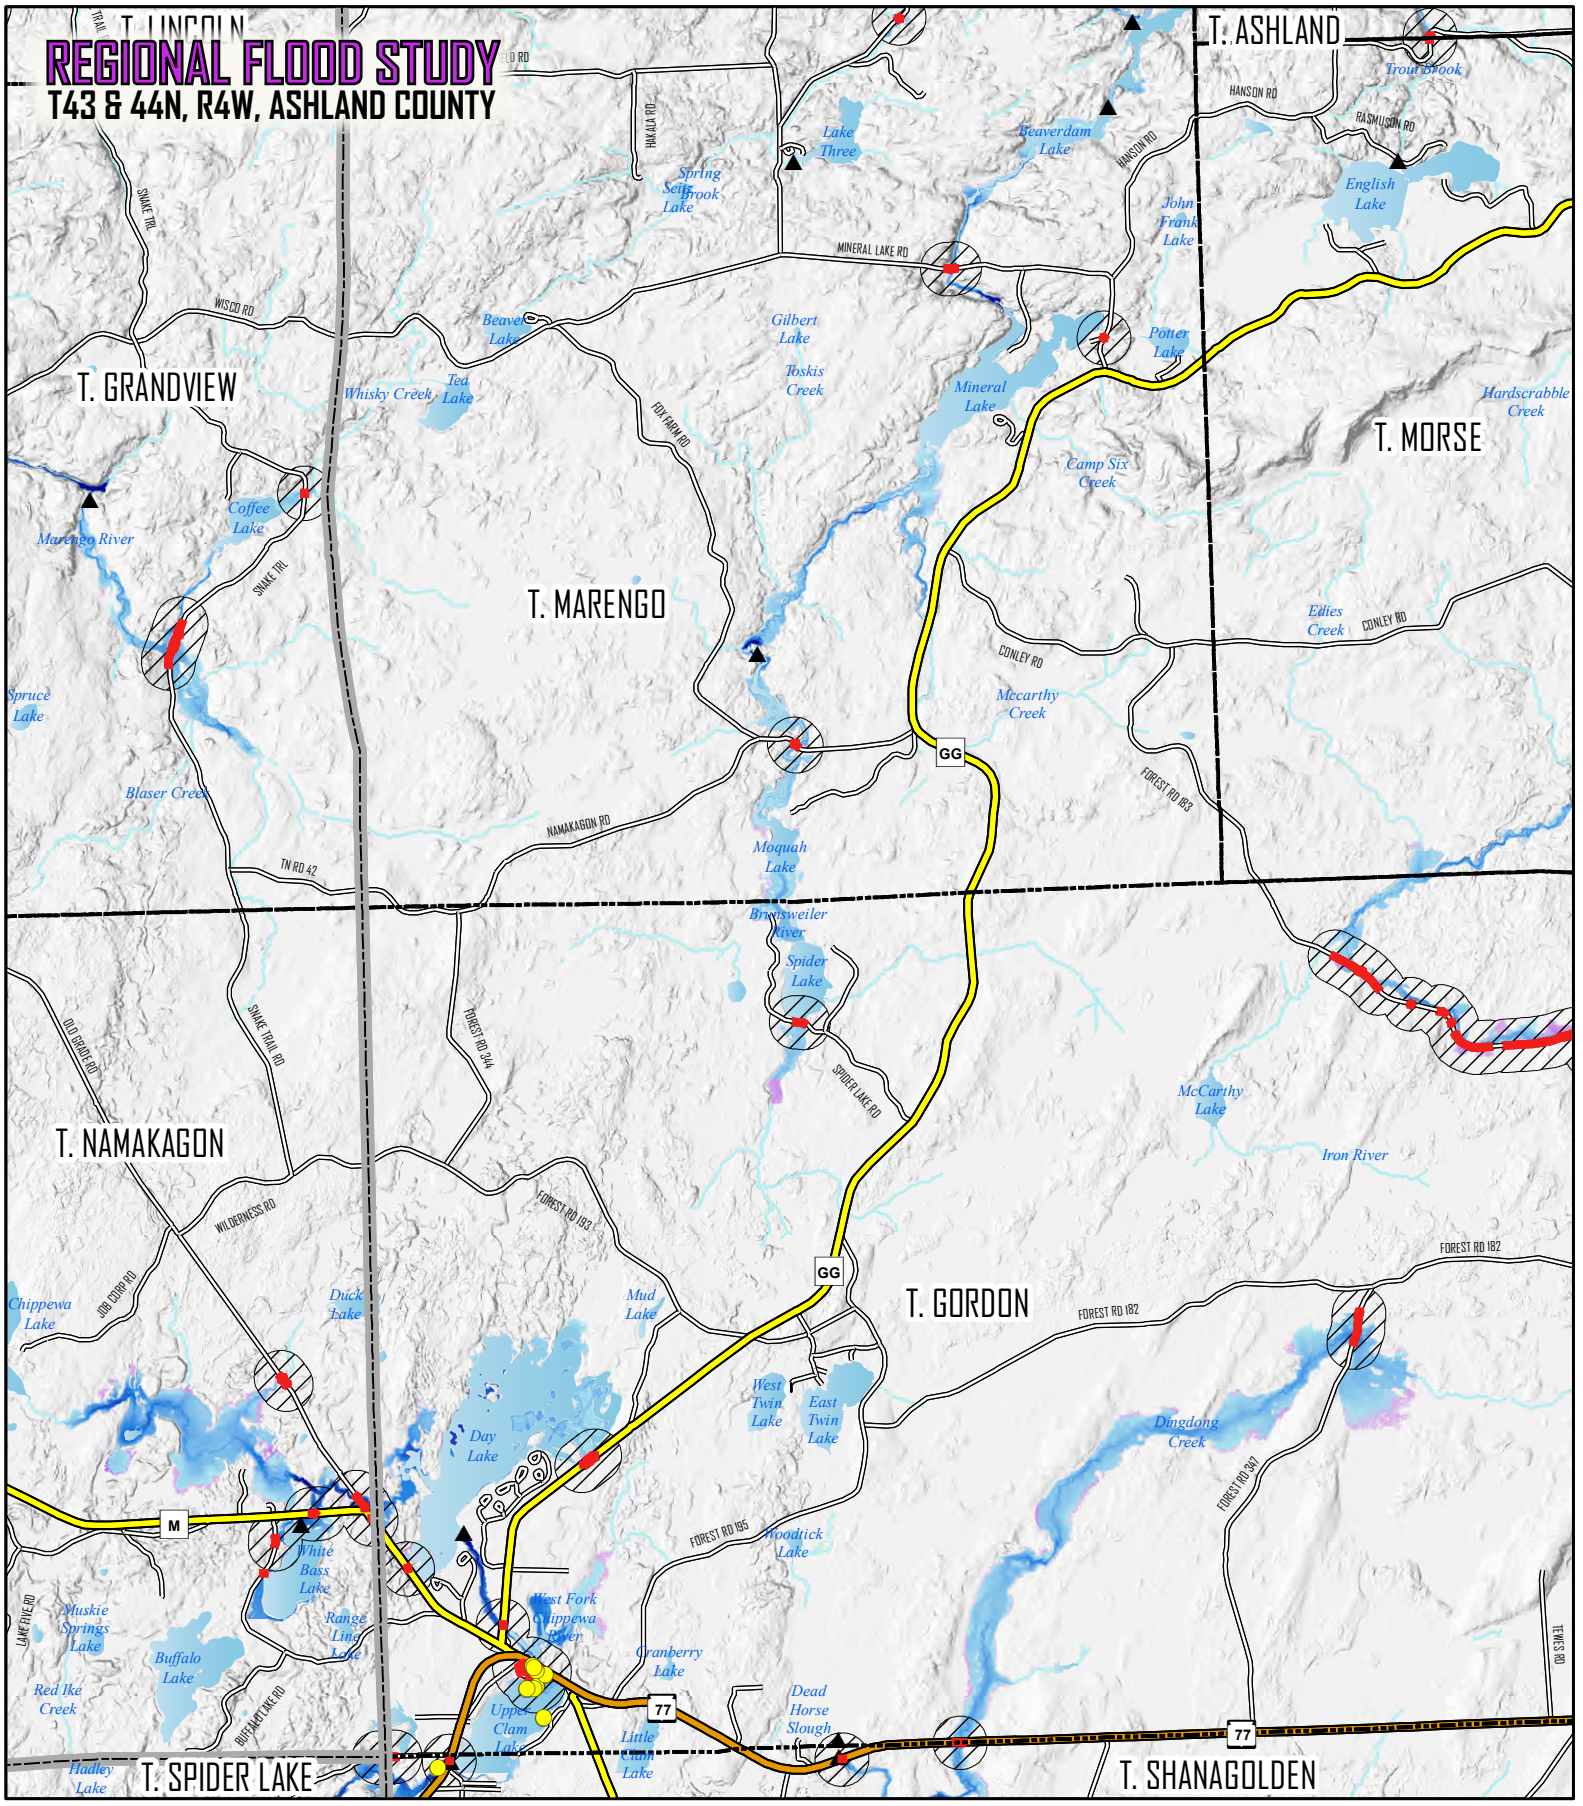 T. LINCOLN
REGIONAL FLOOD STUDY
T43 & 44N, R4W, ASHLAND COUNTY
T. ASHLAND
Trout Brook
HANSON RD
RASMUSON RD
HAKALA RD
Lake
Three
Beaverdam
Lake
HANSON RD
English
Lake
Spring
Brook
Seitz
Lake
SNAKE TRL
John
Frank
Lake
MINERAL LAKE RD
WISCO RD
Beaver
Lake
Gilbert
Lake
Potter
Lake
T. GRANDVIEW
Whisky Creek
Tea
Lake
Toskis
Creek
Mineral
Lake
Hardscrabble
Creek
FOX FARM RD
T. MORSE
Camp Six
Creek
Coffee
Lake
Marengo River
SNAKE TRL
T. MARENGO
Edies
Creek
CONLEY RD
CONLEY RD
Spruce
Lake
Mccarthy
Creek
GG
Blaser Creek
FOREST RD 183
NAMAKAGON RD
Moquah
Lake
TN RD 42
Brunsweiler
River
Spider
Lake
OLD GRADE RD
SNAKE TRAIL RD
FOREST RD 344
SPIDER LAKE RD
McCarthy
Lake
T. NAMAKAGON
Iron River
WILDERNESS RD
FOREST RD 193
FOREST RD 182
GG
JOB CORP RD
Chippewa
Lake
Duck
Lake
Mud
Lake
T. GORDON
FOREST RD 182
West
Twin
Lake
East
Twin
Lake
Day
Lake
Dingdong
Creek
FOREST RD 347
M
FOREST RD 195
Woodtick
Lake
White
Bass
Lake
LAKE FIVE RD
Muskie
Springs
Lake
Range
Line
Lake
West Fork
Chippewa
River
TEWES RD
Buffalo
Lake
Cranberry
Lake
Red Ike
Creek
BUFFALO LAKE RD
Upper
Clam
Lake
77
Dead
Horse
Slough
77
Little
Clam
Lake
Hadley
Lake
T. SPIDER LAKE
T. SHANAGOLDEN